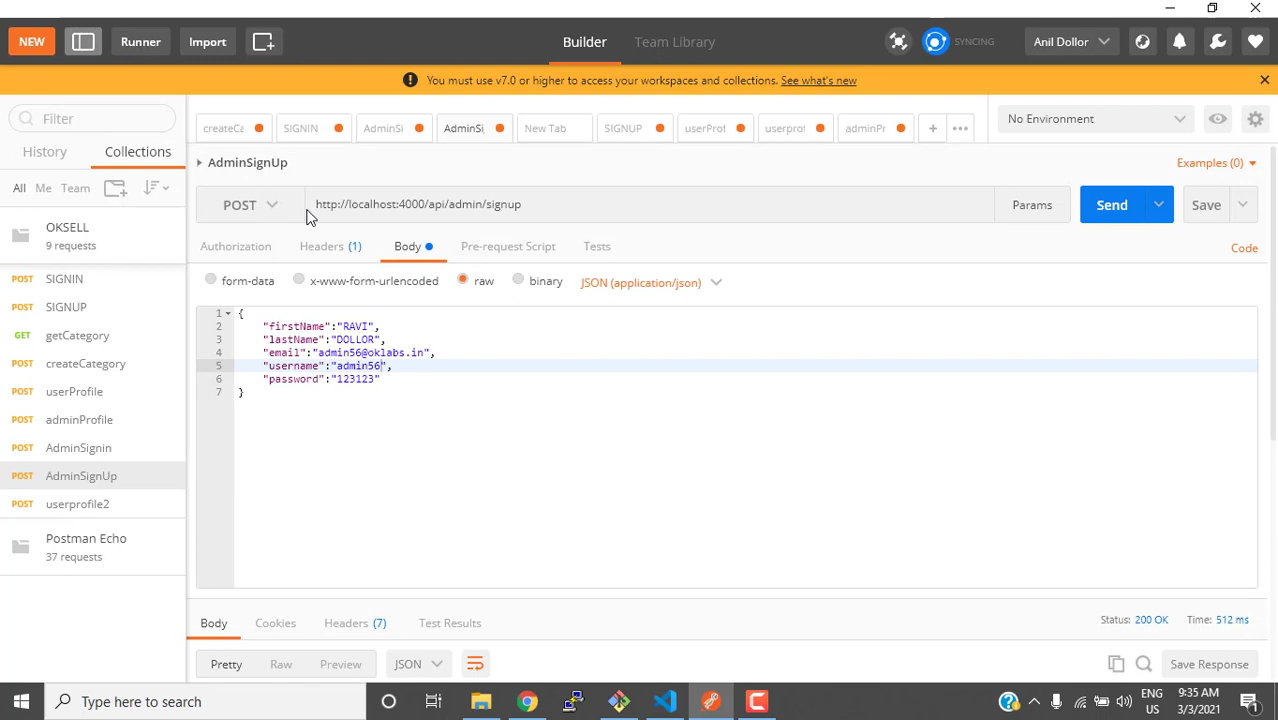 NEW
Runner
Import
Builder
Team Library
SYNCING
Anil Dollor
You must use v7.0 or higher to access your workspaces and collections. See what's new
Filter
History
Collections
All
Me
Team
OKSELL
9 requests
POST SIGNIN
POST SIGNUP
GET getCategory
POST createCategory
POST userProfile
POST adminProfile
POST AdminSignin
POST AdminSignUp
POST userprofile2
Postman Echo
37 requests
createCa
SIGNIN
AdminSi
AdminSi
New Tab
SIGNUP
userProf
userprof
adminPr
No Environment
AdminSignUp
Examples (0)
POST
http://localhost:4000/api/admin/signup
Params
Send
Save
Authorization
Headers (1)
Body
Pre-request Script
Tests
Code
form-data
x-www-form-urlencoded
raw
binary
JSON (application/json)
1 {
2 "firstName":"RAVI",
3 "lastName":"DOLLOR",
4 "email":"admin56@oklabs.in",
5 "username":"admin56",
6 "password":"123123"
7 }
Body
Cookies
Headers (7)
Test Results
Status: 200 OK
Time: 512 ms
Pretty
Raw
Preview
JSON
Save Response
Type here to search
ENG
US
9:35 AM
3/3/2021
1